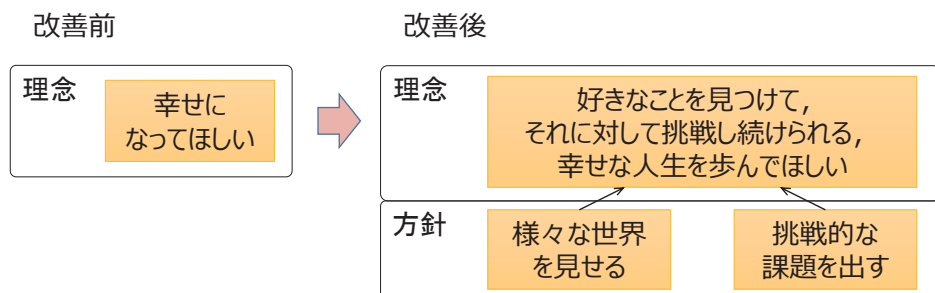 改善前
理念
幸せに
なってほしい
改善後
理念
好きなことを見つけて,
それに対して挑戦し続けられる,
幸せな人生を歩んでほしい
方針
様々な世界
を見せる
挑戦的な
課題を出す